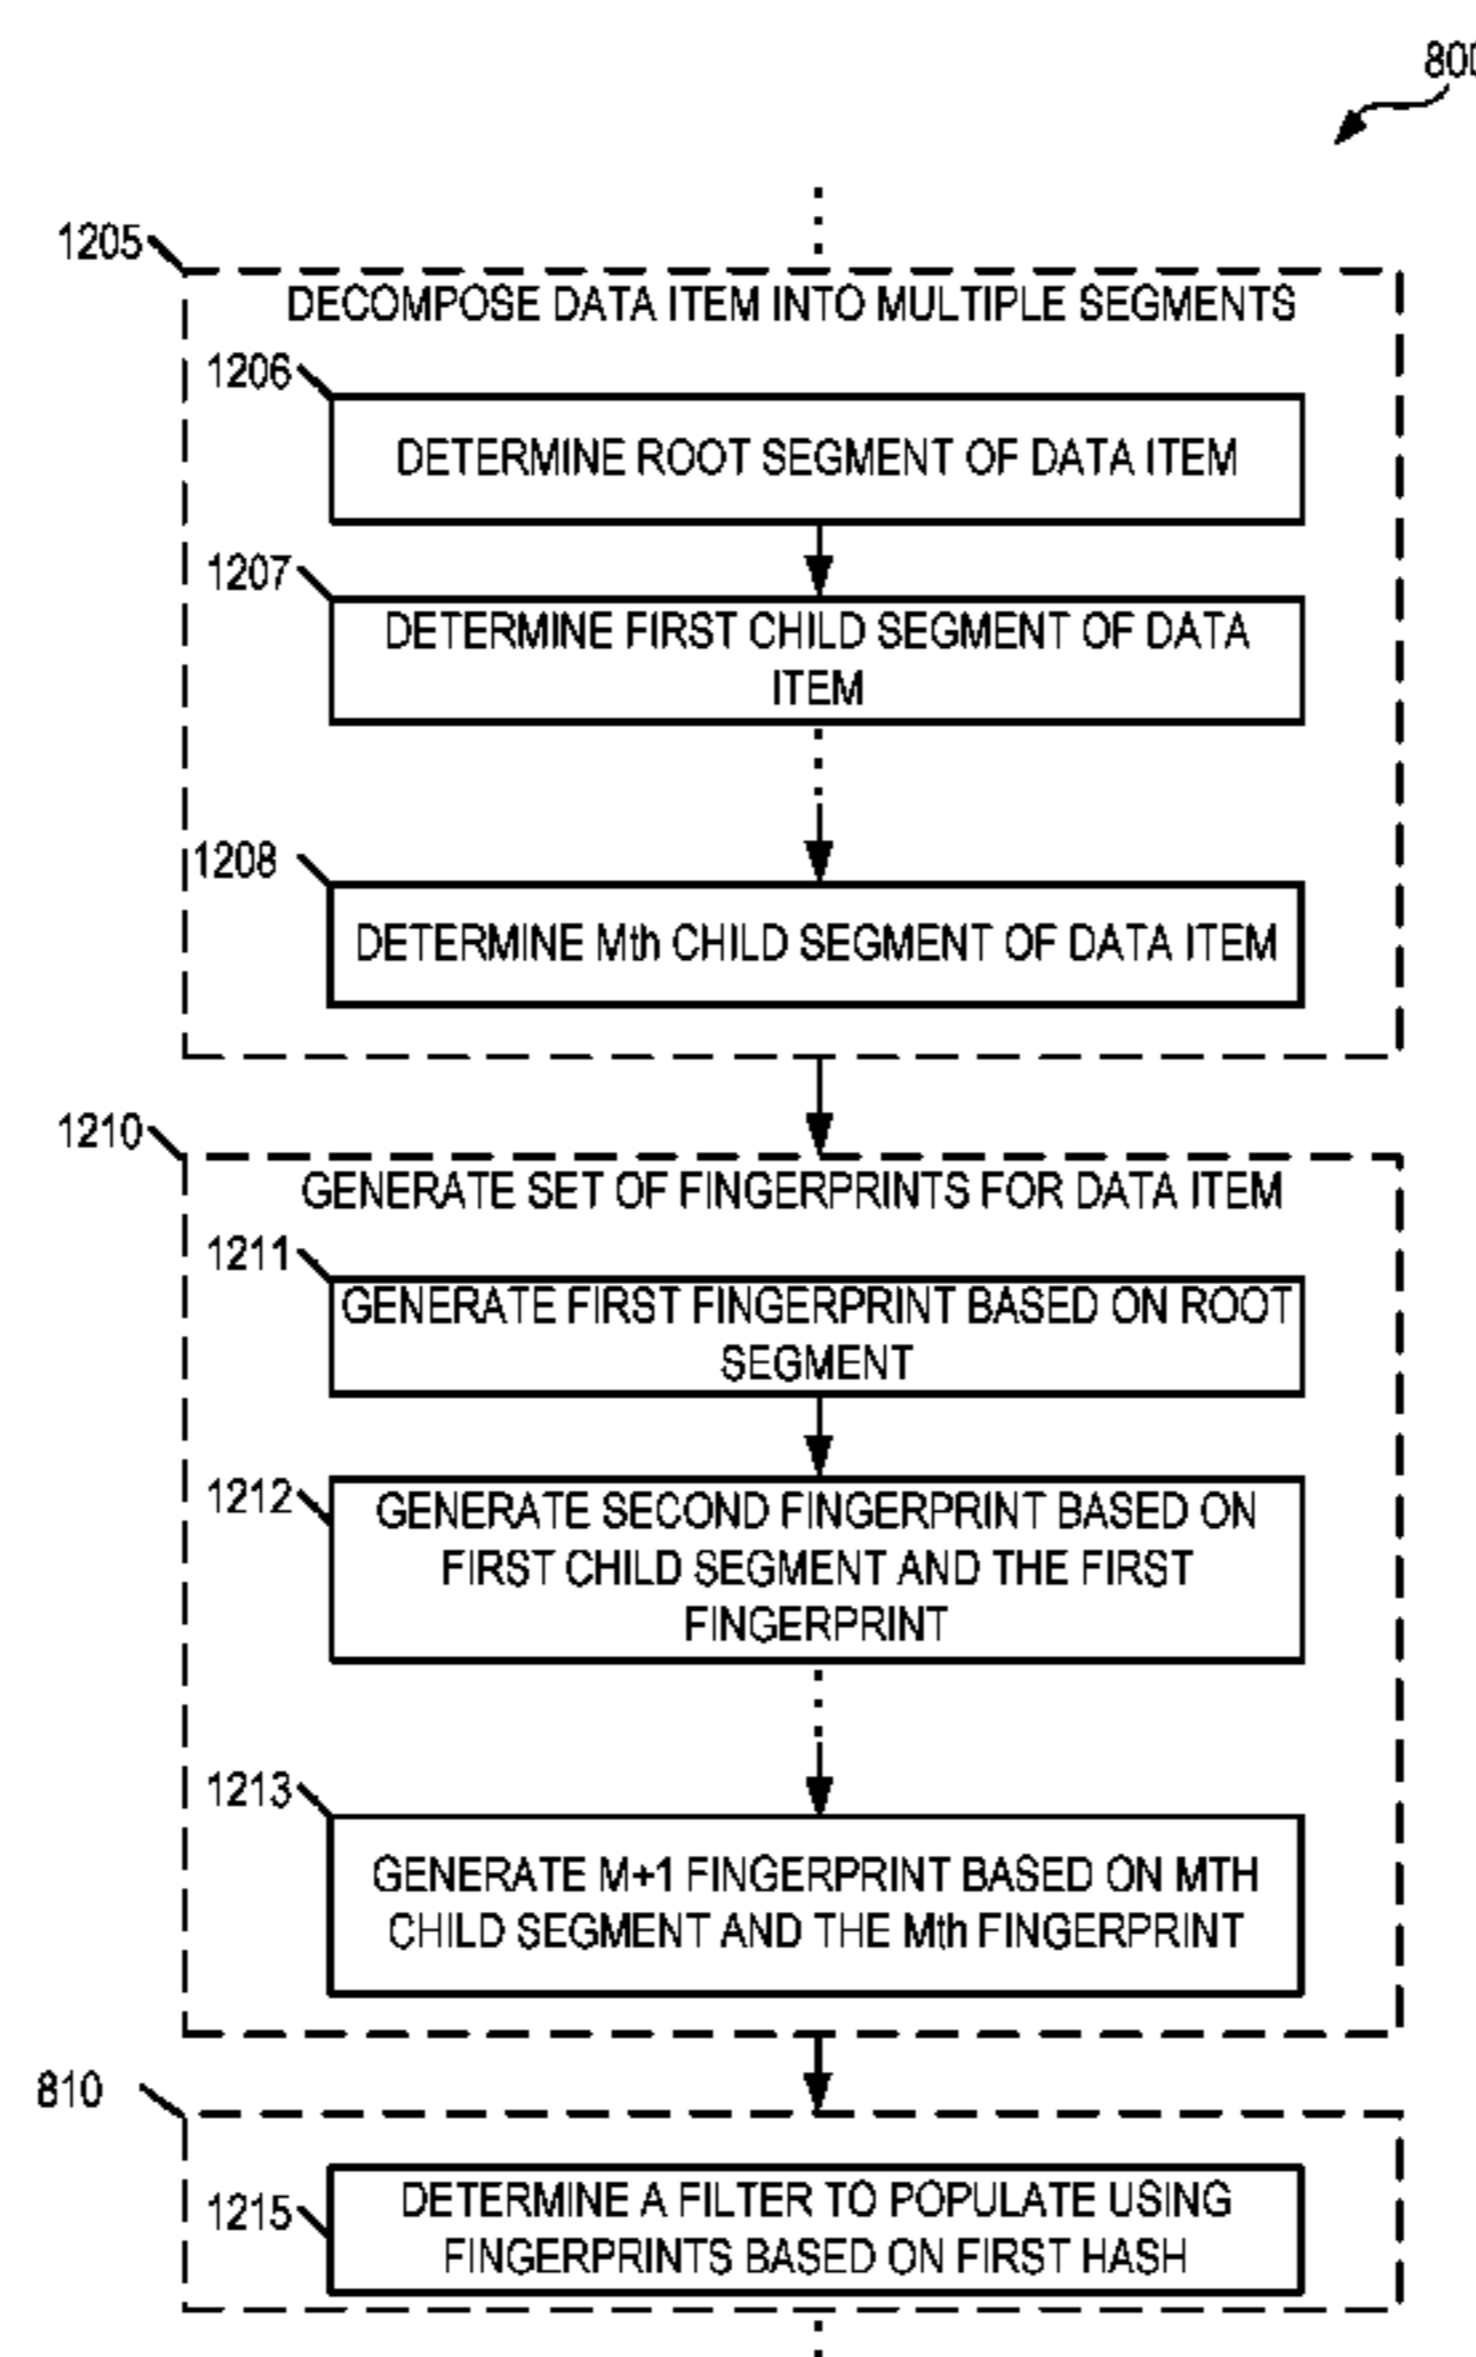 800
1205
DECOMPOSE DATA ITEM INTO MULTIPLE SEGMENTS
1206
DETERMINE ROOT SEGMENT OF DATA ITEM
1207
DETERMINE FIRST CHILD SEGMENT OF DATA
ITEM
1208
DETERMINE Mth CHILD SEGMENT OF DATA ITEM
1210
GENERATE SET OF FINGERPRINTS FOR DATA ITEM
1211
GENERATE FIRST FINGERPRINT BASED ON ROOT
SEGMENT
1212
GENERATE SECOND FINGERPRINT BASED ON
FIRST CHILD SEGMENT AND THE FIRST
FINGERPRINT
1213
GENERATE M+1 FINGERPRINT BASED ON MTH
CHILD SEGMENT AND THE Mth FINGERPRINT
810
1215
DETERMINE A FILTER TO POPULATE USING
FINGERPRINTS BASED ON FIRST HASH